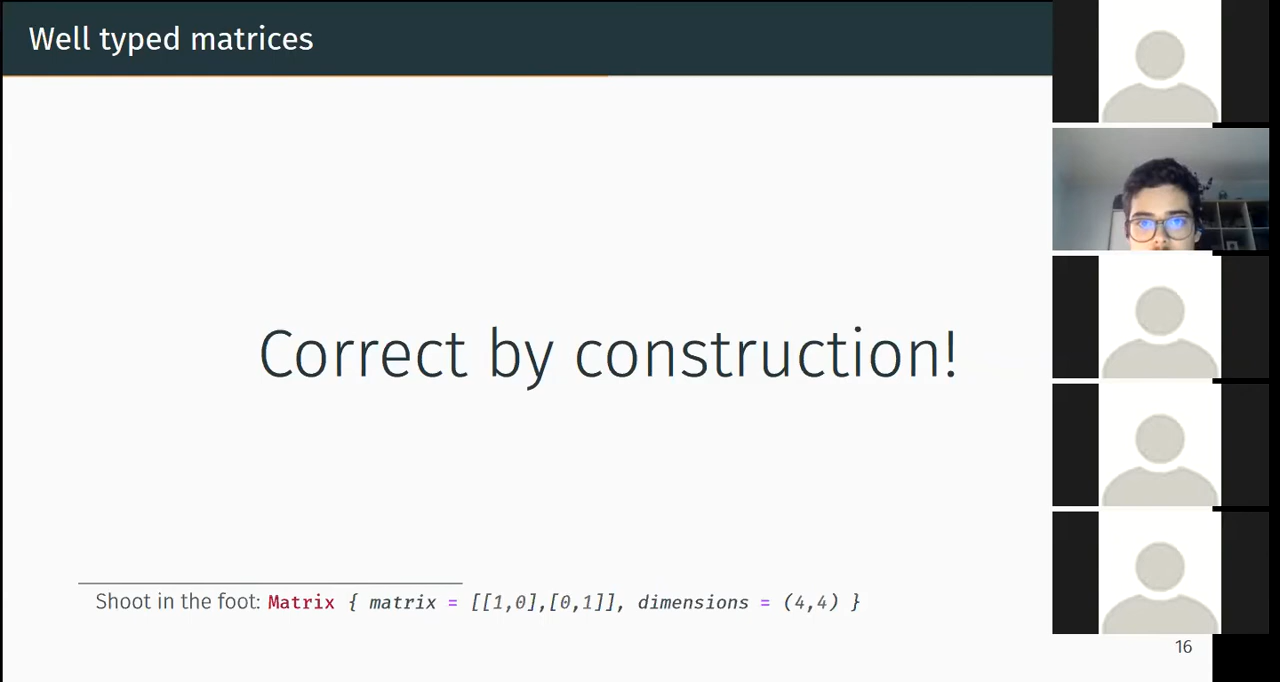 Well typed matrices
Correct by construction!
Shoot in the foot: Matrix { matrix = [[1,0],[0,1]], dimensions = (4,4) }
16